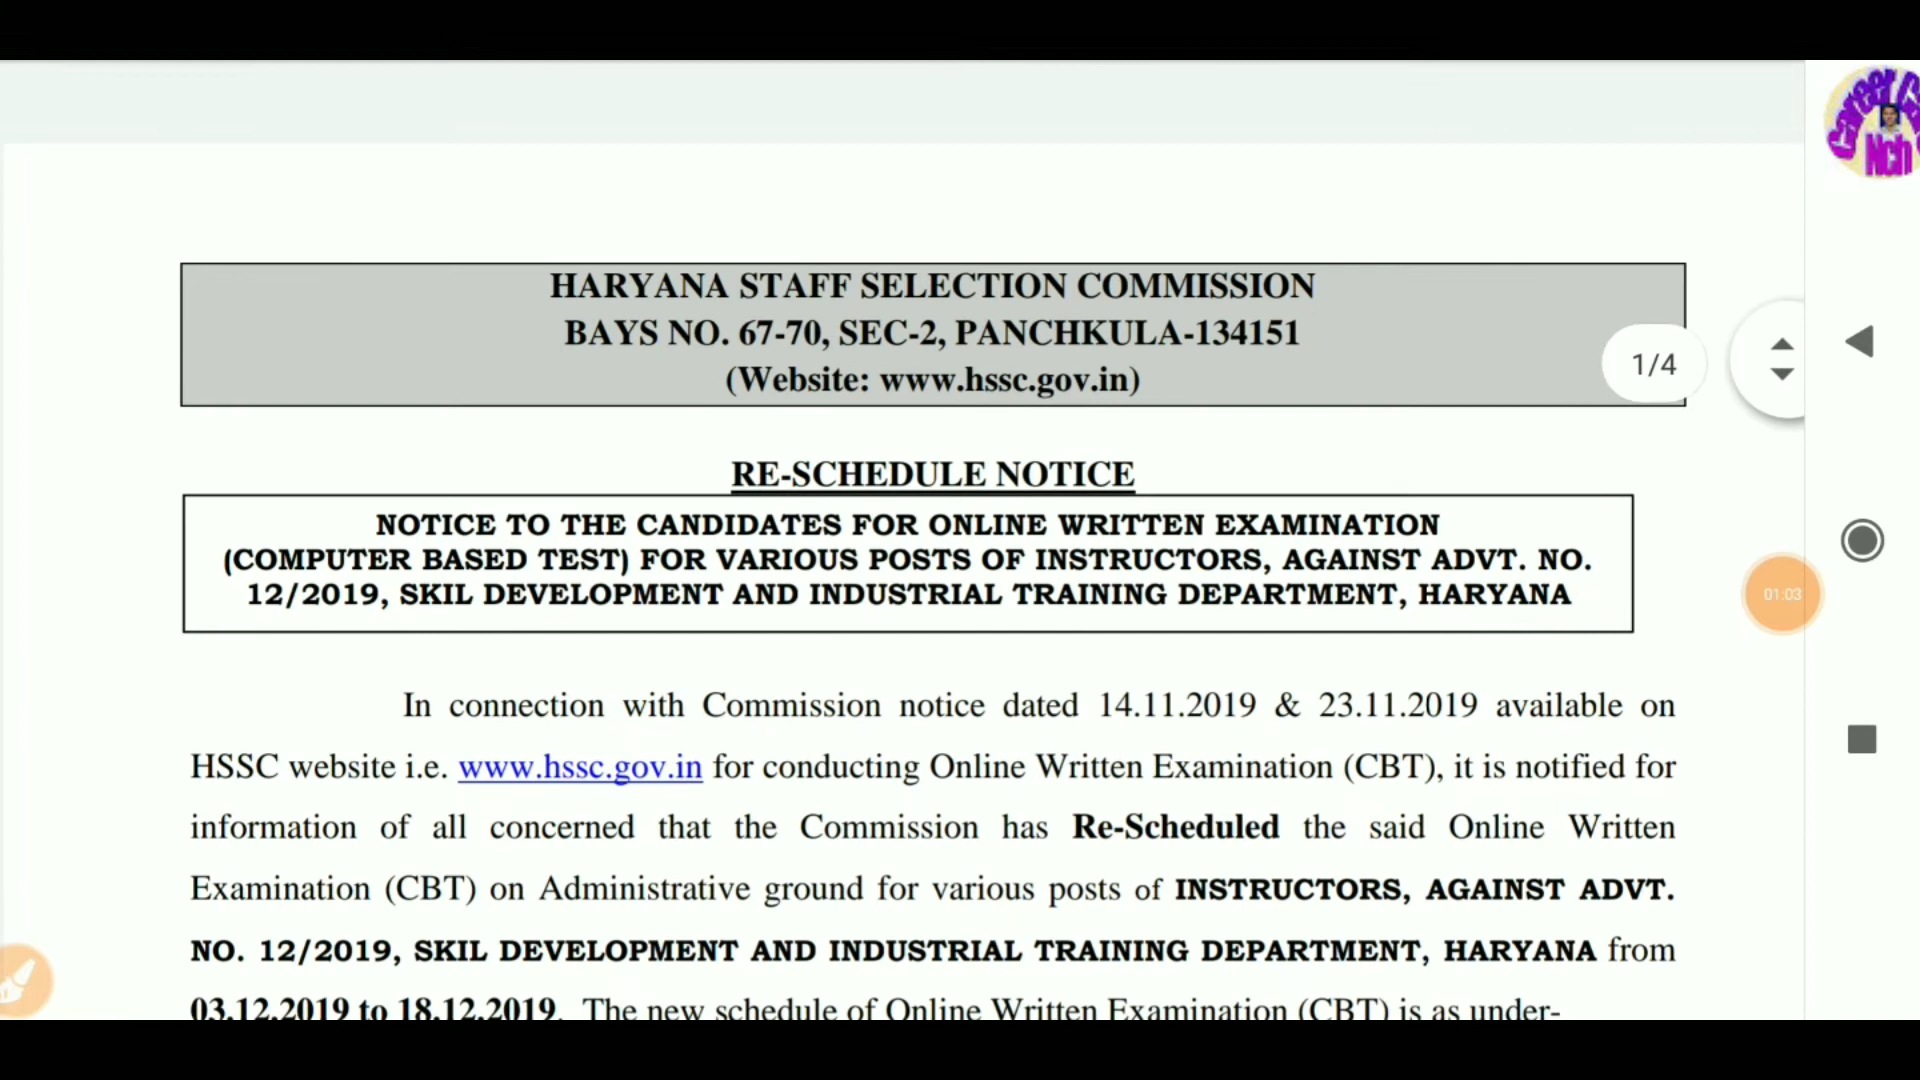 HARYANA STAFF SELECTION COMMISSION
BAYS NO. 67-70, SEC-2, PANCHKULA-134151
(Website: www.hssc.gov.in)
1/4
RE-SCHEDULE NOTICE
NOTICE TO THE CANDIDATES FOR ONLINE WRITTEN EXAMINATION
(COMPUTER BASED TEST) FOR VARIOUS POSTS OF INSTRUCTORS, AGAINST ADVT. NO.
12/2019, SKIL DEVELOPMENT AND INDUSTRIAL TRAINING DEPARTMENT, HARYANA
01:03
In connection with Commission notice dated 14.11.2019 & 23.11.2019 available on
HSSC website i.e. www.hssc.gov.in for conducting Online Written Examination (CBT), it is notified for
information of all concerned that the Commission has Re-Scheduled the said Online Written
Examination (CBT) on Administrative ground for various posts of INSTRUCTORS, AGAINST ADVT.
NO. 12/2019, SKIL DEVELOPMENT AND INDUSTRIAL TRAINING DEPARTMENT, HARYANA from
03.12.2019 to 18.12.2019. The new schedule of Online Written Examination (CBT) is as under-